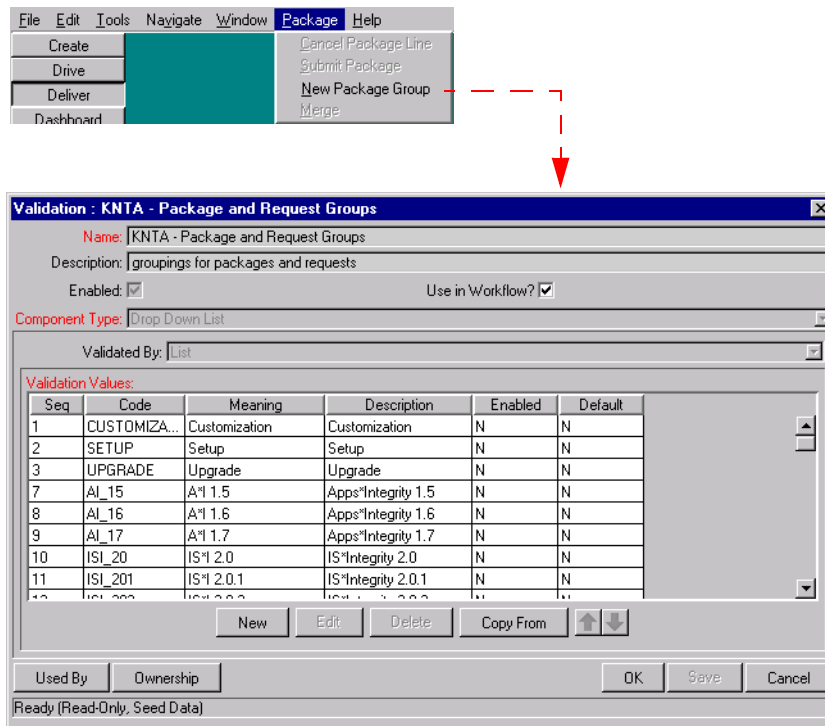 File Edit Tools Navigate Window Package Help
Create
Drive
Deliver
Dashboard
Cancel Package Line
Submit Package
New Package Group
Merge
Validation : KNTA - Package and Request Groups
Name: KNTA - Package and Request Groups
Description: groupings for packages and requests
Enabled: Use in Workflow?
Component Type: Drop Down List
Validated By: List
Validation Values:
Seq Code Meaning Description Enabled Default
1 CUSTOMIZA... Customization Customization N N
2 SETUP Setup Setup N N
3 UPGRADE Upgrade Upgrade N N
7 AI_15 A*I 1.5 Apps*Integrity 1.5 N N
8 AI_16 A*I 1.6 Apps*Integrity 1.6 N N
9 AI_17 A*I 1.7 Apps*Integrity 1.7 N N
10 ISI_20 IS*I 2.0 IS*Integrity 2.0 N N
11 ISI_201 IS*I 2.0.1 IS*Integrity 2.0.1 N N
New Edit Delete Copy From
Used By Ownership OK Save Cancel
Ready (Read-Only, Seed Data)